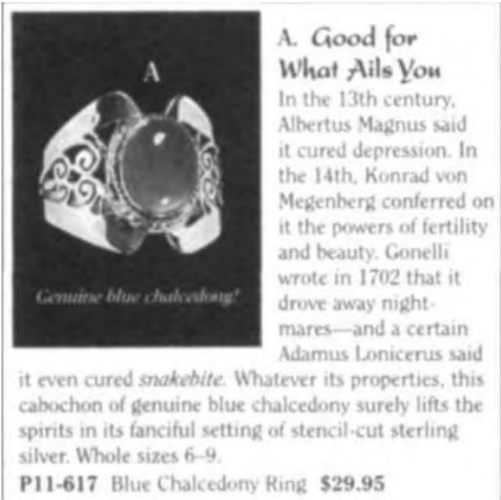 A
Genuine blue chalcedony!
A. Good for
What Ails You
In the 13th century,
Albertus Magnus said
it cured depression. In
the 14th, Konrad von
Megenberg conferred on
it the powers of fertility
and beauty. Gonelli
wrote in 1702 that it
drove away night-
mares—and a certain
Adamus Lonicerus said
it even cured snakebite. Whatever its properties, this
cabochon of genuine blue chalcedony surely lifts the
spirits in its fanciful setting of stencil-cut sterling
silver. Whole sizes 6–9.
P11-617 Blue Chalcedony Ring $29.95